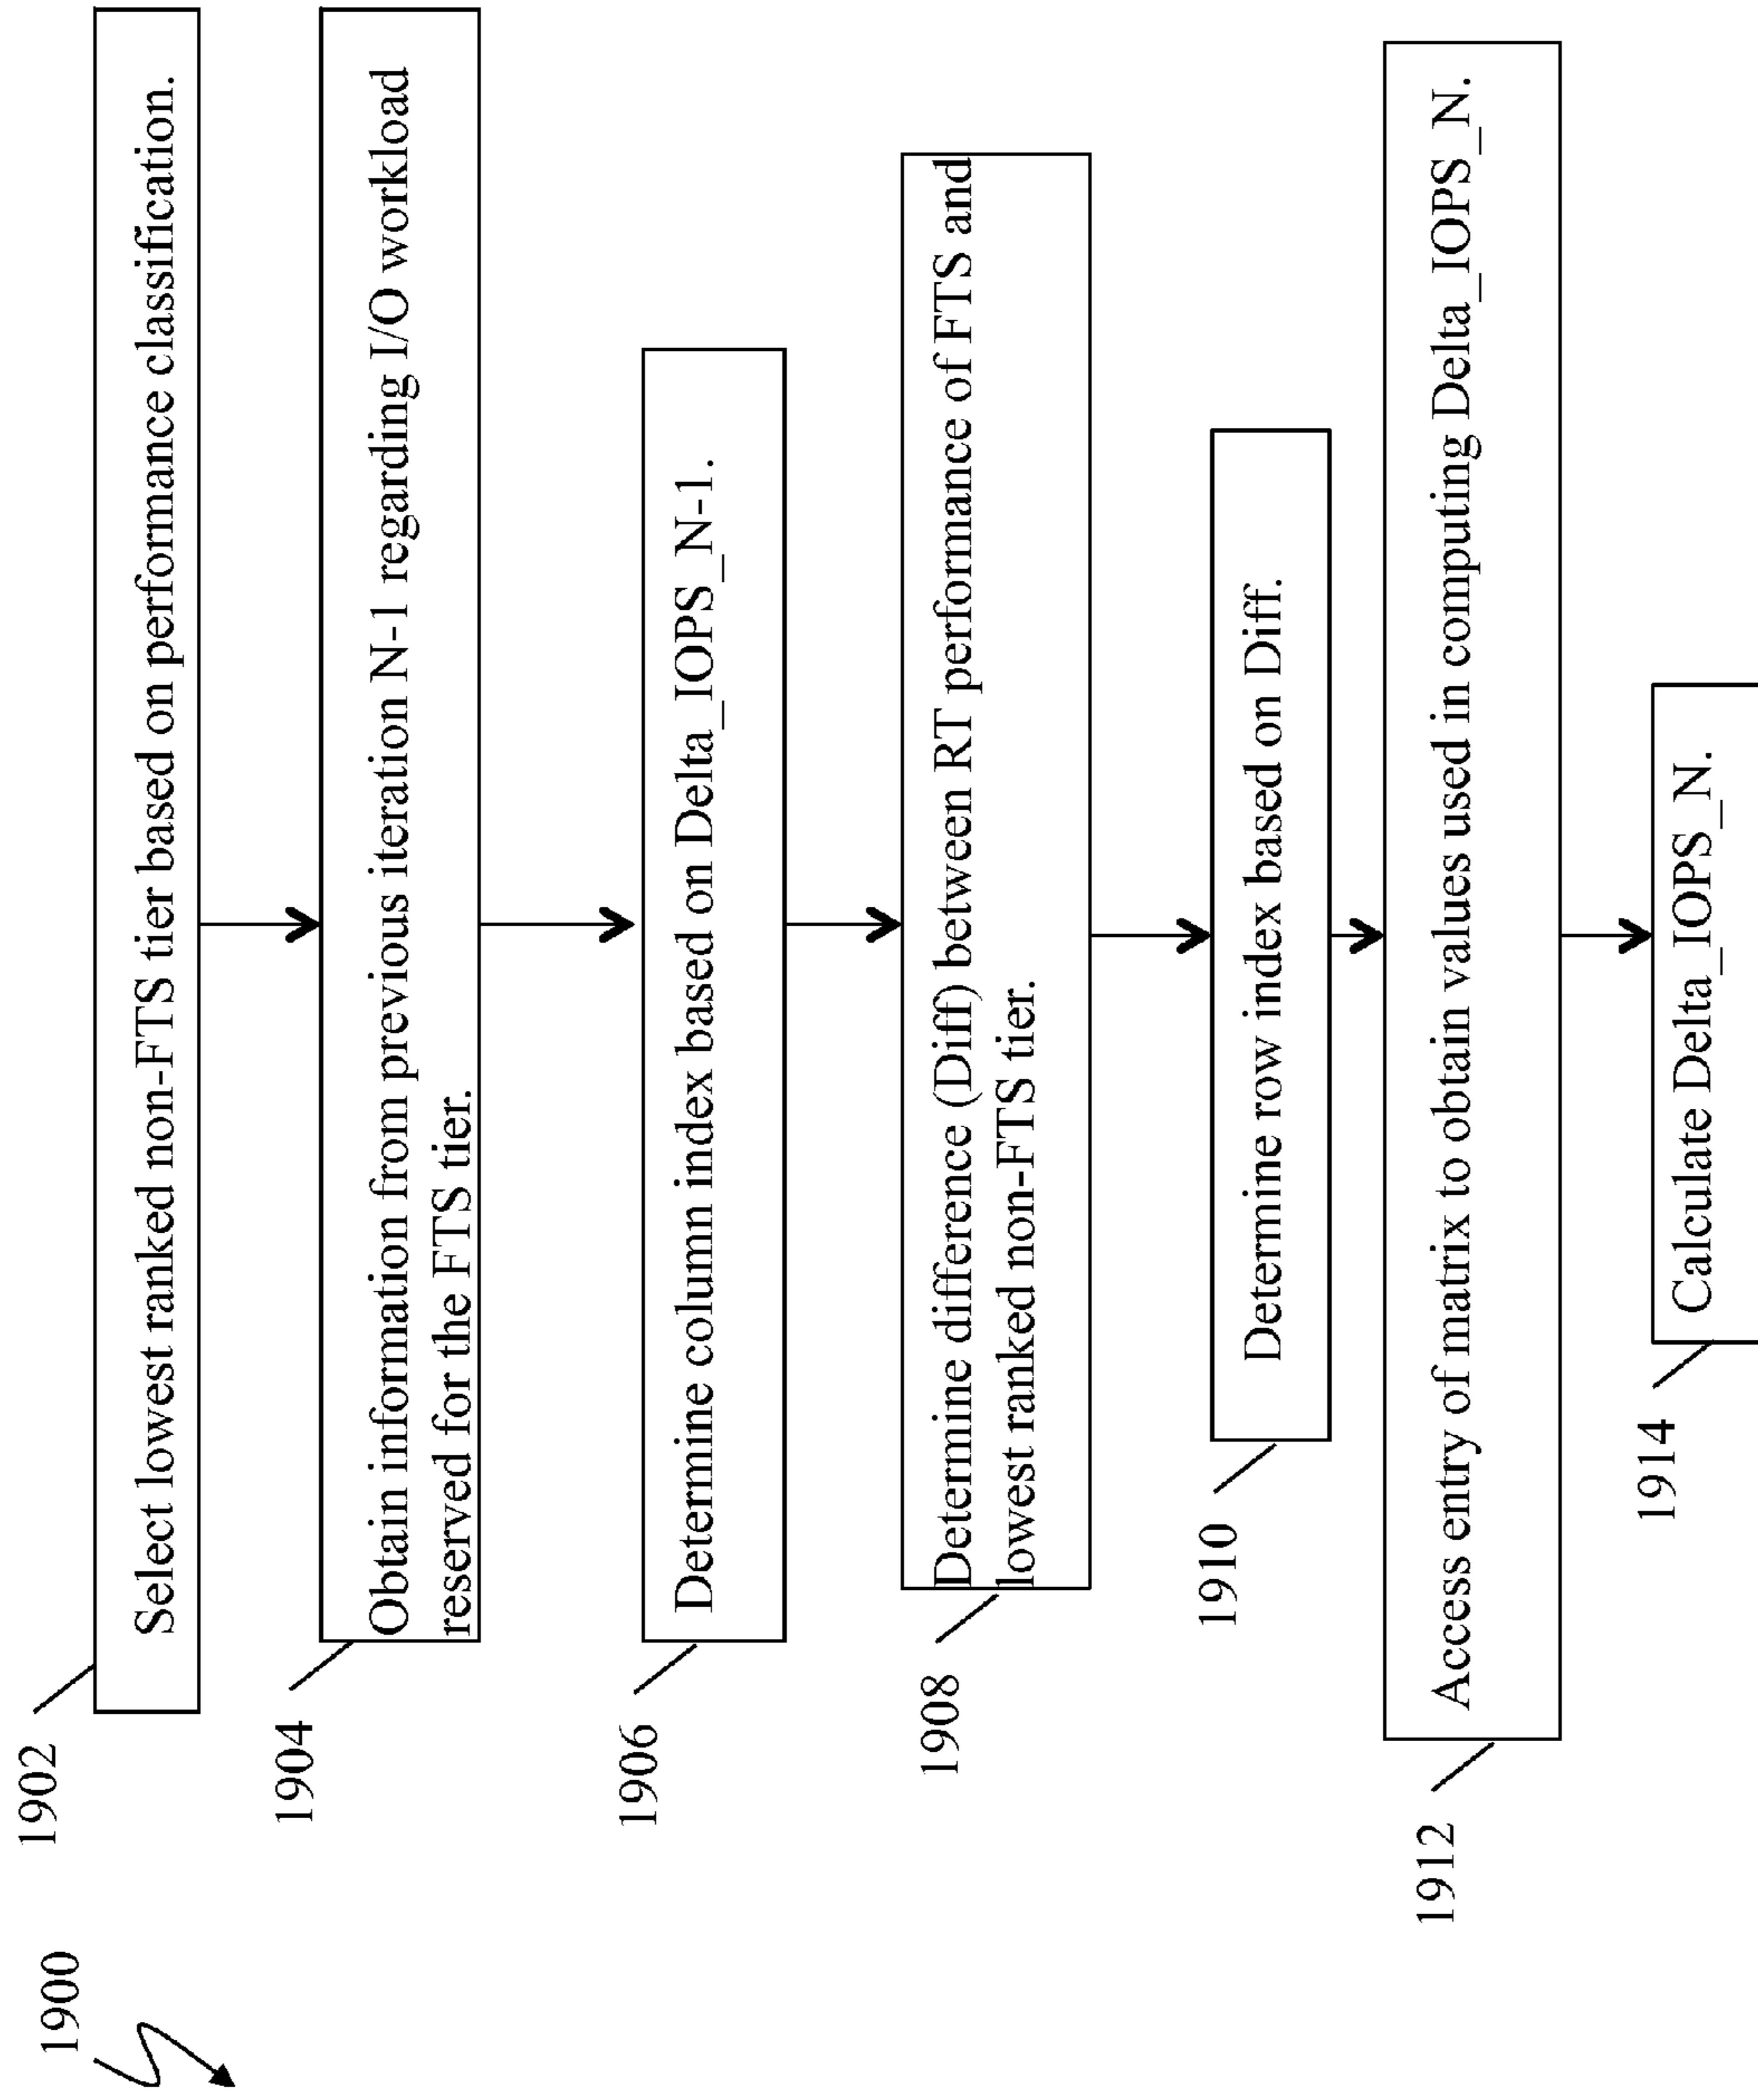 1900
1902
Select lowest ranked non-FTS tier based on performance classification.
1904
Obtain information from previous iteration N-1 regarding I/O workload
reserved for the FTS tier.
1906
Determine column index based on Delta_IOPS_N-1.
1908
Determine difference (Diff) between RT performance of FTS and
lowest ranked non-FTS tier.
1910
Determine row index based on Diff.
1912
Access entry of matrix to obtain values used in computing Delta_IOPS_N.
1914
Calculate Delta_IOPS_N.